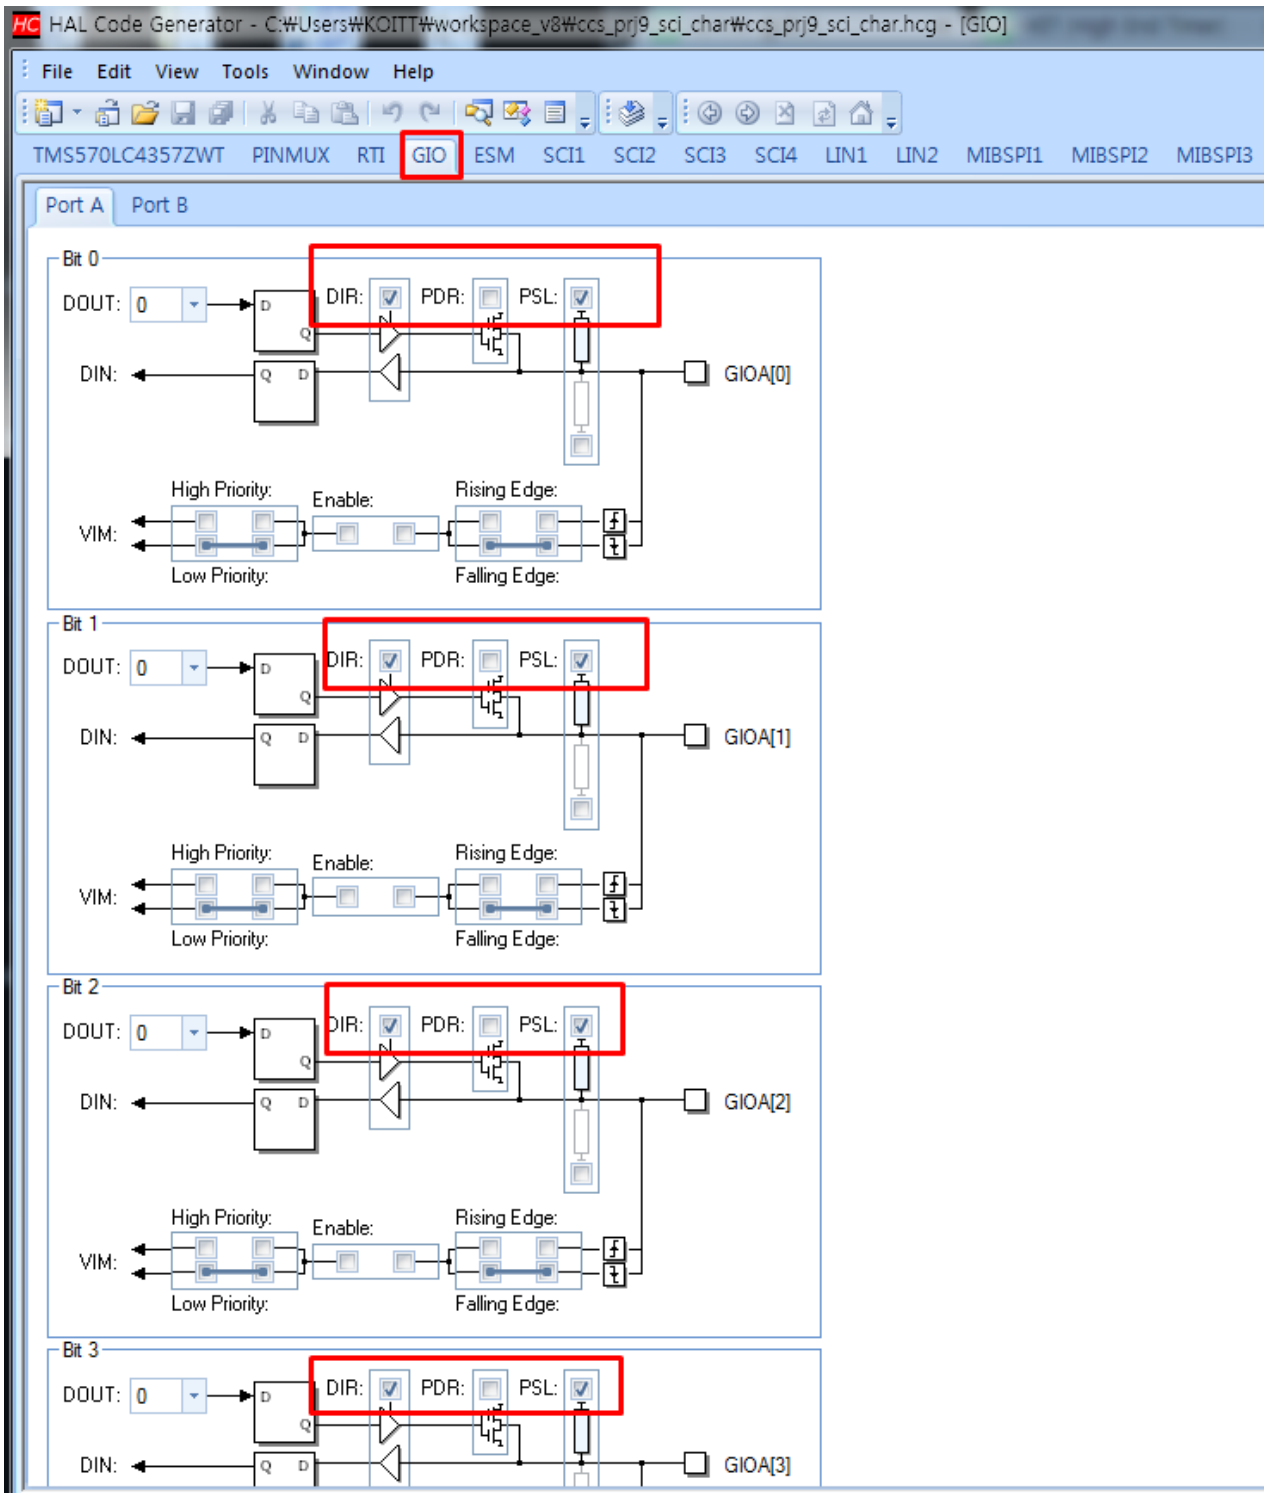 HC HAL Code Generator - C:₩Users₩KOITT₩workspace_v8₩ccs_prj9_sci_char₩ccs_prj9_sci_char.hcg - [GIO]
File Edit View Tools Window Help
TMS570LC4357ZWT PINMUX RTI GIO ESM SCI1 SCI2 SCI3 SCI4 LIN1 LIN2 MIBSPI1 MIBSPI2 MIBSPI3
Port A Port B
Bit 0
DOUT: 0 D Q DIR: PDR: PSL:
DIN: Q D GIOA[0]
High Priority: Enable: Rising Edge:
VIM:
Low Priority: Falling Edge:
Bit 1
DOUT: 0 D Q DIR: PDR: PSL:
DIN: Q D GIOA[1]
High Priority: Enable: Rising Edge:
VIM:
Low Priority: Falling Edge:
Bit 2
DOUT: 0 D Q DIR: PDR: PSL:
DIN: Q D GIOA[2]
High Priority: Enable: Rising Edge:
VIM:
Low Priority: Falling Edge:
Bit 3
DOUT: 0 D Q DIR: PDR: PSL:
DIN: Q D GIOA[3]